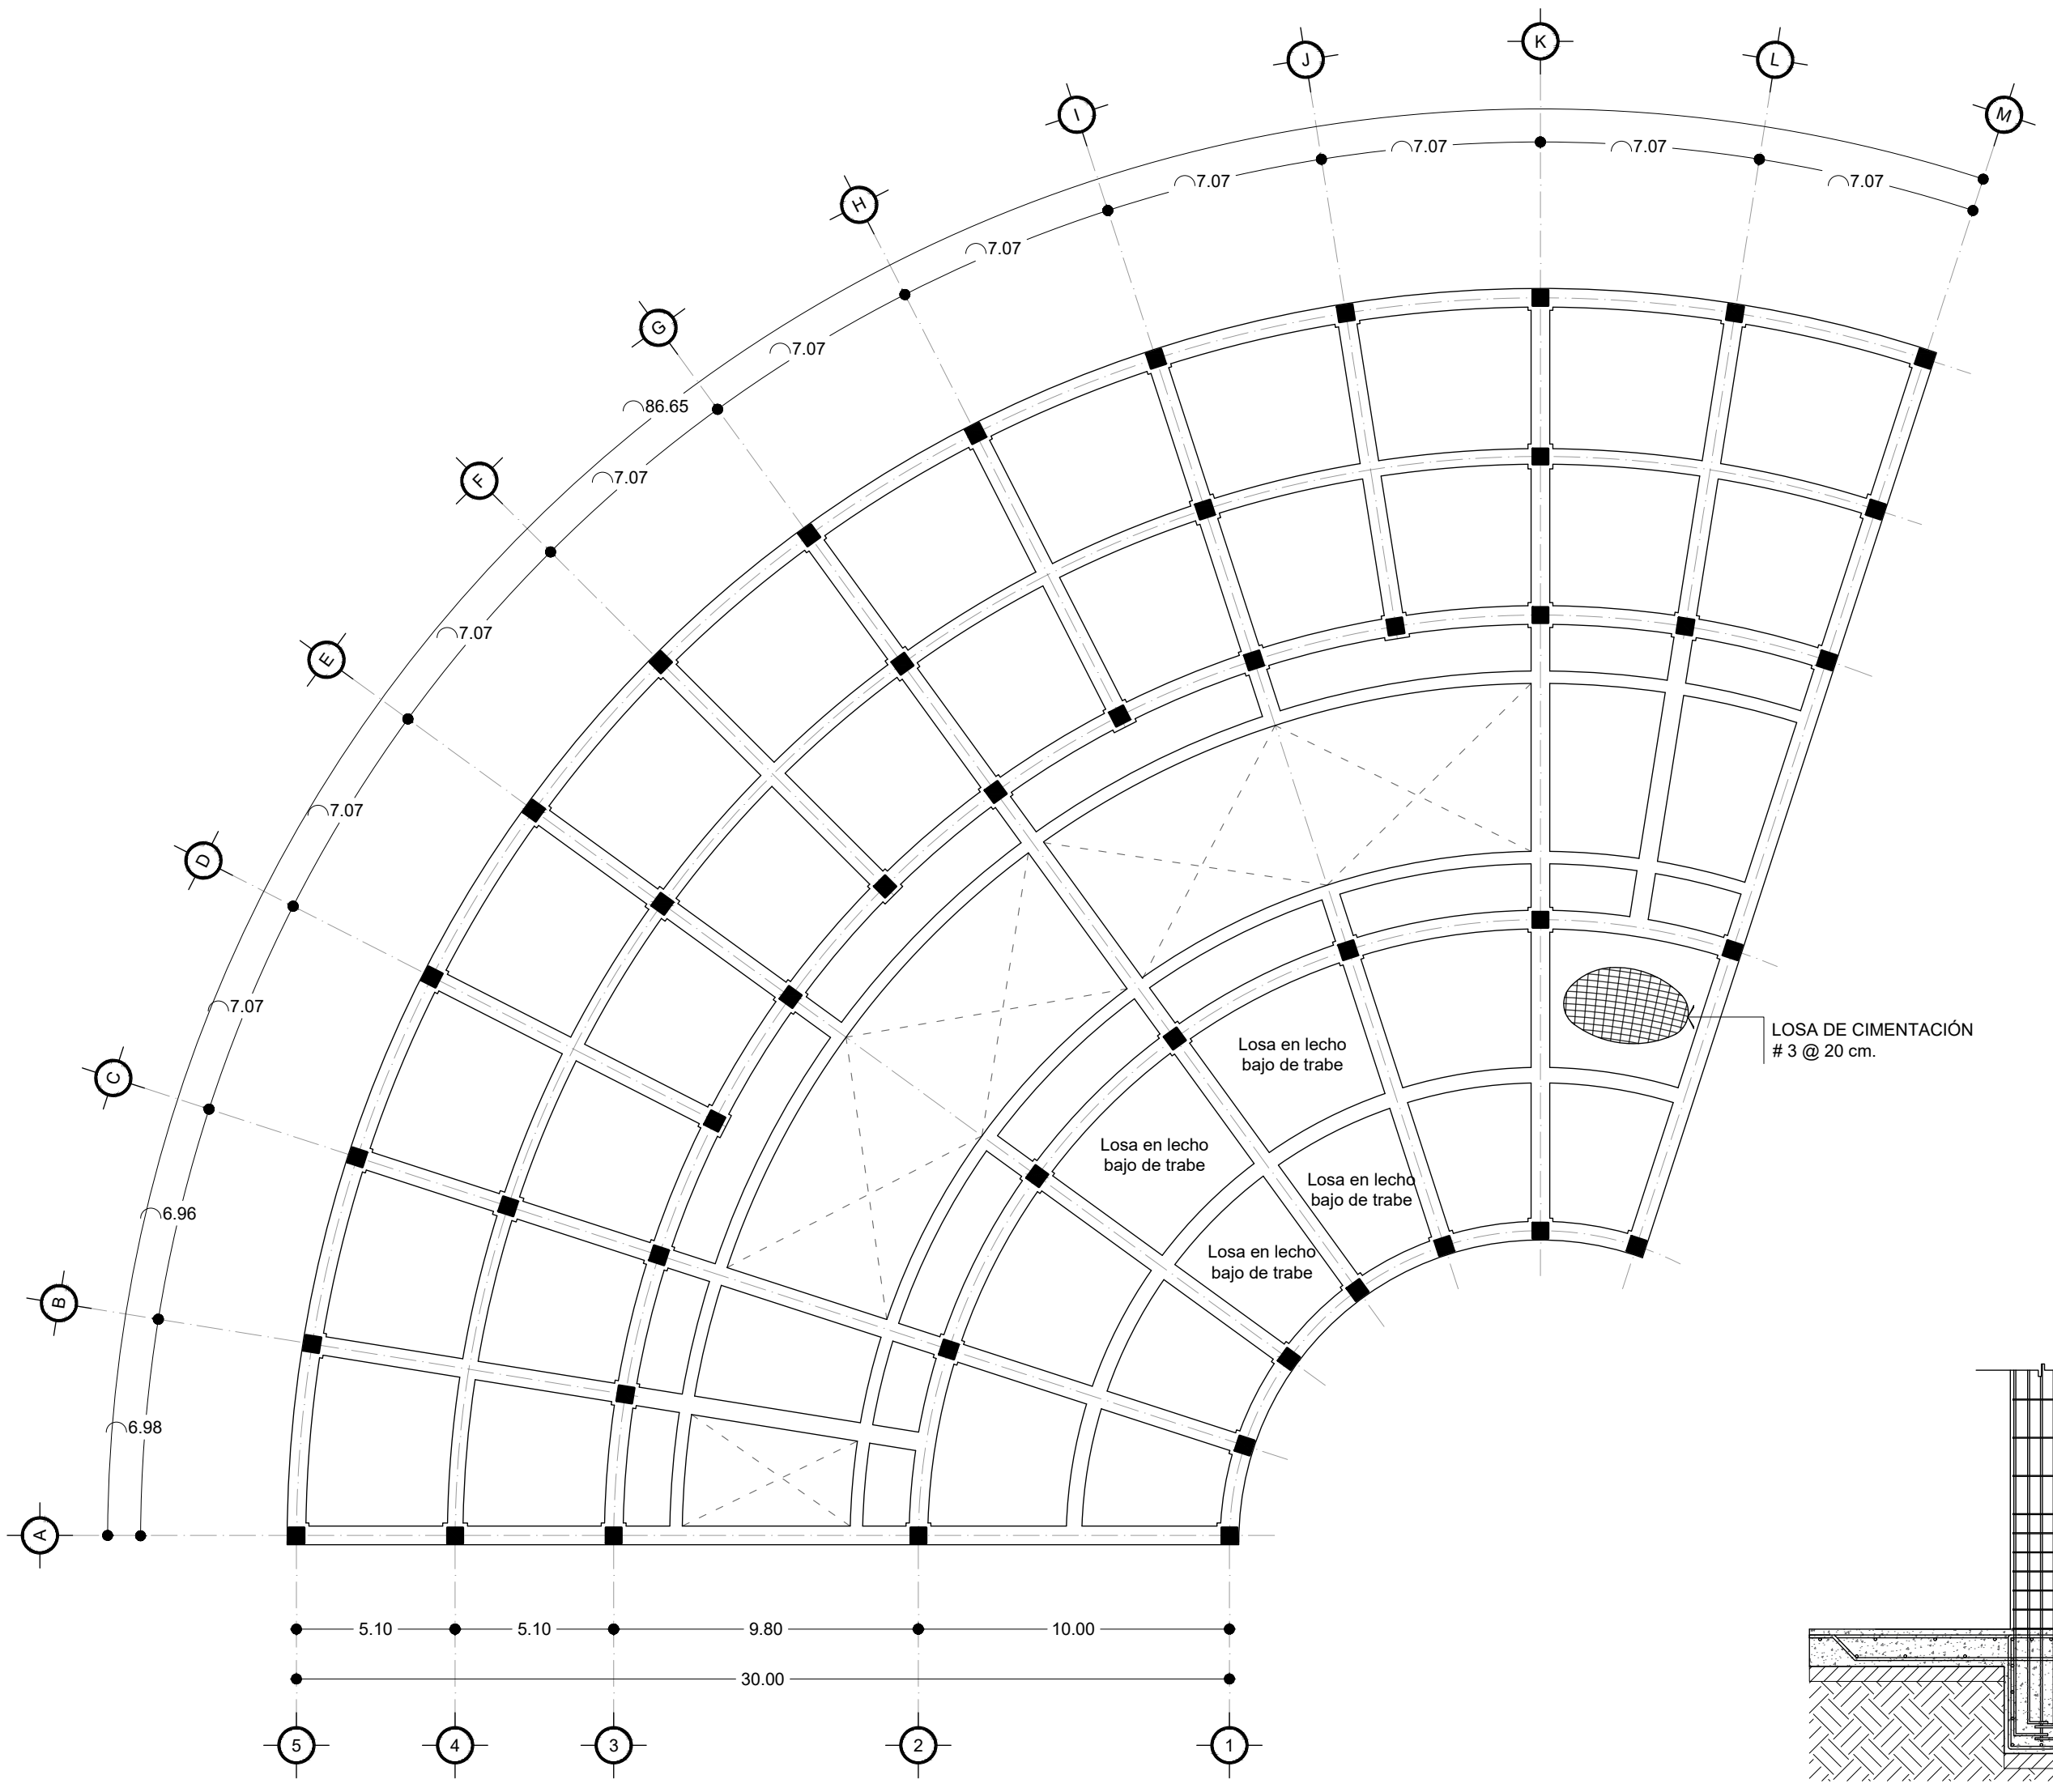 K
J
L
I
M
7.07
7.07
7.07
7.07
H
7.07
G
7.07
86.65
F
7.07
E
7.07
7.07
D
7.07
LOSA DE CIMENTACIÓN
# 3 @ 20 cm.
Losa en lecho
bajo de trabe
C
Losa en lecho
bajo de trabe
Losa en lecho
bajo de trabe
6.96
Losa en lecho
bajo de trabe
B
6.98
A
5.10
5.10
9.80
10.00
30.00
5
4
3
2
1